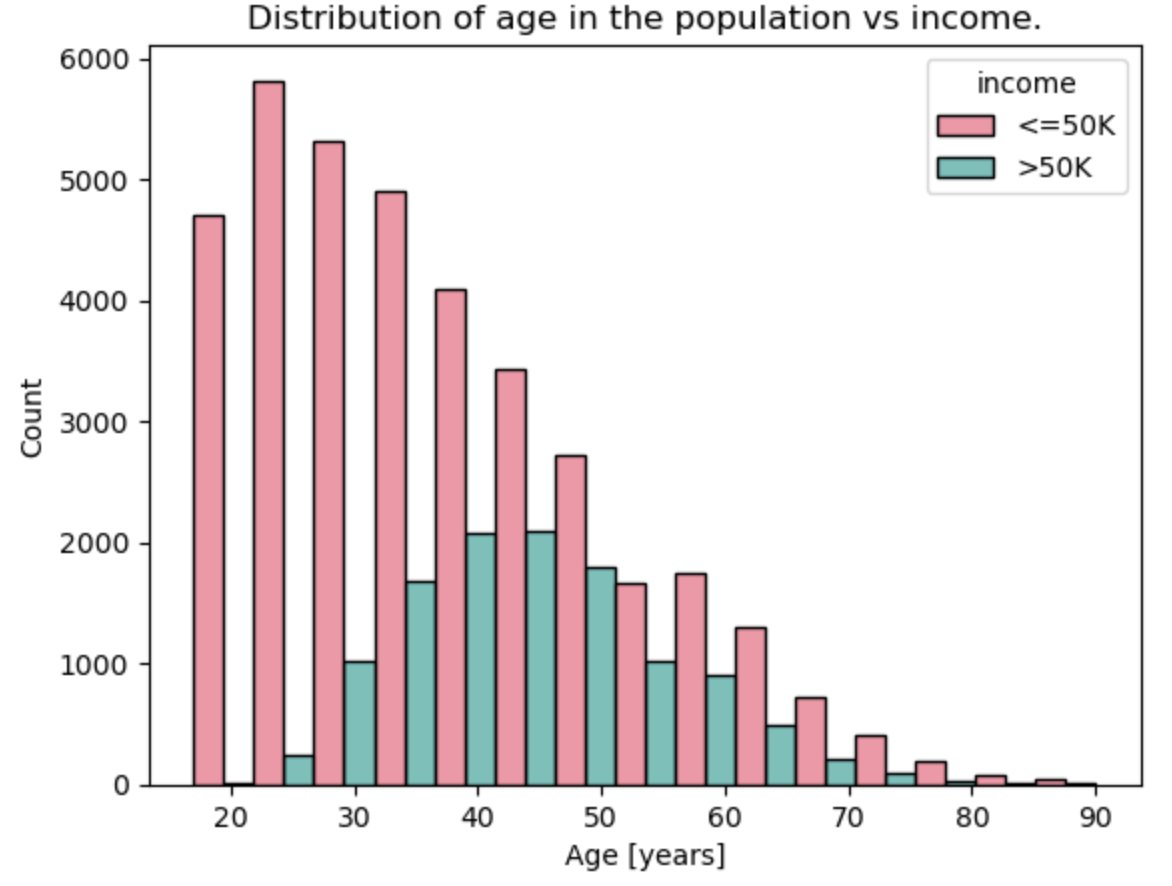 Distribution of age in the population vs income.
income
<=50K
>50K
6000
5000
4000
3000
2000
1000
0
Count
20 30 40 50 60 70 80 90
Age [years]